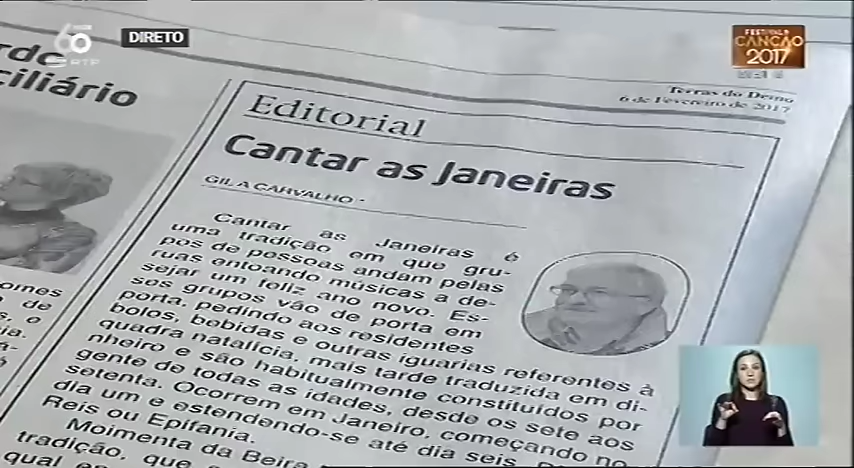 60
RTP
DIRETO
FESTIVAL DA
CANÇÃO
2017
Terras do Demo
6 de Fevereiro de 2017
ciliário
Editorial
Cantar as Janeiras
GIL A CARVALHO
Cantar as Janeiras é
uma tradição em que gru-
pos de pessoas andam pelas
ruas entoando músicas a de-
sejar um feliz ano novo. Es-
ses grupos vão de porta em
porta, pedindo aos residentes
bolos, bebidas e outras iguarias referentes à
quadra natalícia, mais tarde traduzida em di-
nheiro e são habitualmente constituídos por
gente de todas as idades, desde os sete aos
setenta. Ocorrem em Janeiro, começando no
dia um e estendendo-se até dia seis,
Reis ou Epifania.
Moimenta da Beira
tradição, que
qual